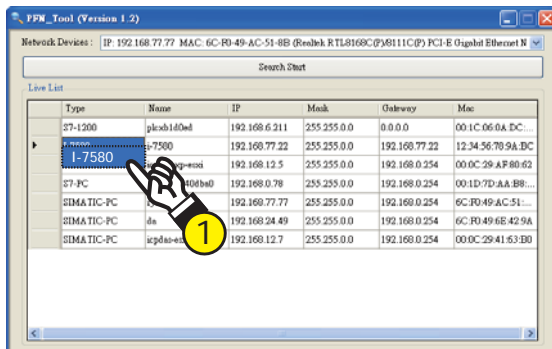 PFN_Tool (Version 1.2)
Network Devices : IP: 192.168.77.77 MAC: 6C-F0-49-AC-51-8B (Realtek RTL8168C(P)/8111C(P) PCI-E Gigabit Ethernet N
Search Start
Live List
Type Name IP Mask Gateway Mac
S7-1200 plcxb1d0ed 192.168.6.211 255.255.0.0 0.0.0.0 00:1C:06:0A:DC:...
I-7580 i-7580 192.168.77.22 255.255.0.0 192.168.77.22 12:34:56:78:9A:BC
192.168.12.5 255.255.0.0 192.168.0.254 00:0C:29:AF:80:62
S7-PC 192.168.0.78 255.255.0.0 192.168.0.254 00:1D:7D:AA:B8:...
SIMATIC-PC 192.168.77.77 255.255.0.0 192.168.0.254 6C:F0:49:AC:51:...
SIMATIC-PC da 192.168.24.49 255.255.0.0 192.168.0.254 6C:F0:49:6E:42:9A
SIMATIC-PC 192.168.12.7 255.255.0.0 192.168.0.254 00:0C:29:41:63:B0
1